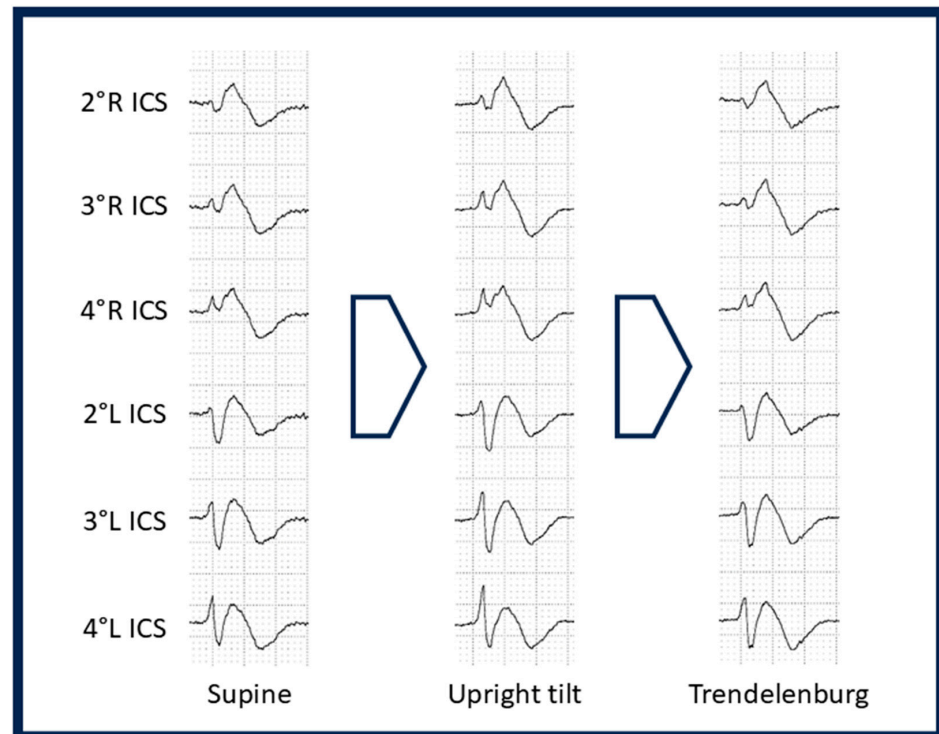 2°R ICS
3°R ICS
4°R ICS
2°L ICS
3°L ICS
4°L ICS
Supine
Upright tilt
Trendelenburg